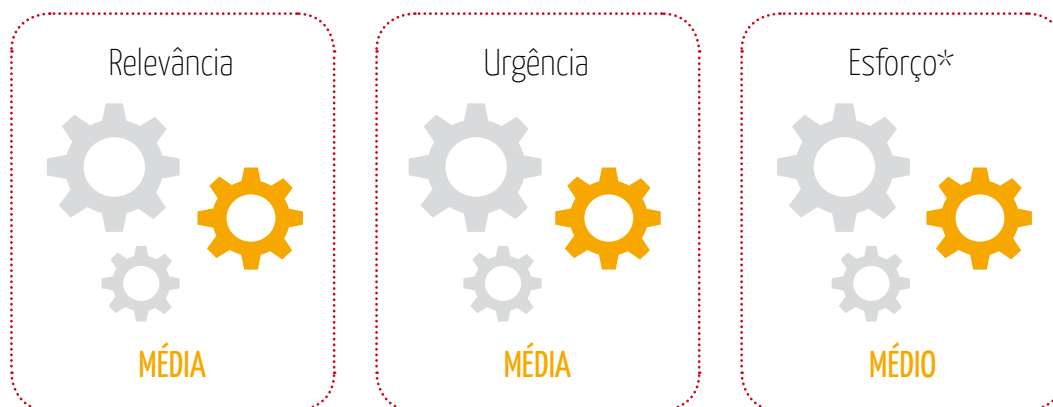 Relevância
Urgência
Esforço*
MÉDIA
MÉDIA
MÉDIO